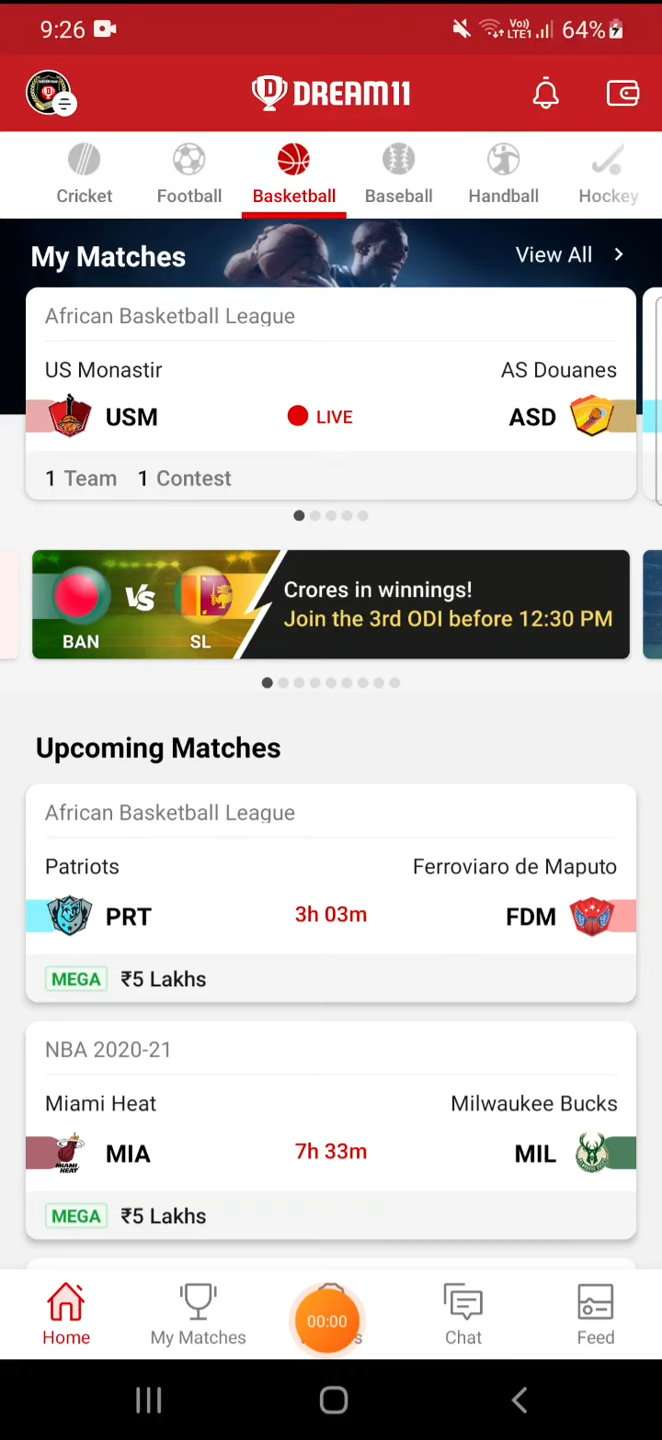 9:26 Vo)) LTE1 64%
D DREAM11
Cricket Football Basketball Baseball Handball Hockey
My Matches View All
African Basketball League
US Monastir AS Douanes
USM LIVE ASD
1 Team 1 Contest
BAN VS SL
Crores in winnings!
Join the 3rd ODI before 12:30 PM
Upcoming Matches
African Basketball League
Patriots Ferroviaro de Maputo
PRT 3h 03m FDM
MEGA ₹5 Lakhs
NBA 2020-21
Miami Heat Milwaukee Bucks
MIA 7h 33m MIL
MEGA ₹5 Lakhs
00:00
Home My Matches Chat Feed